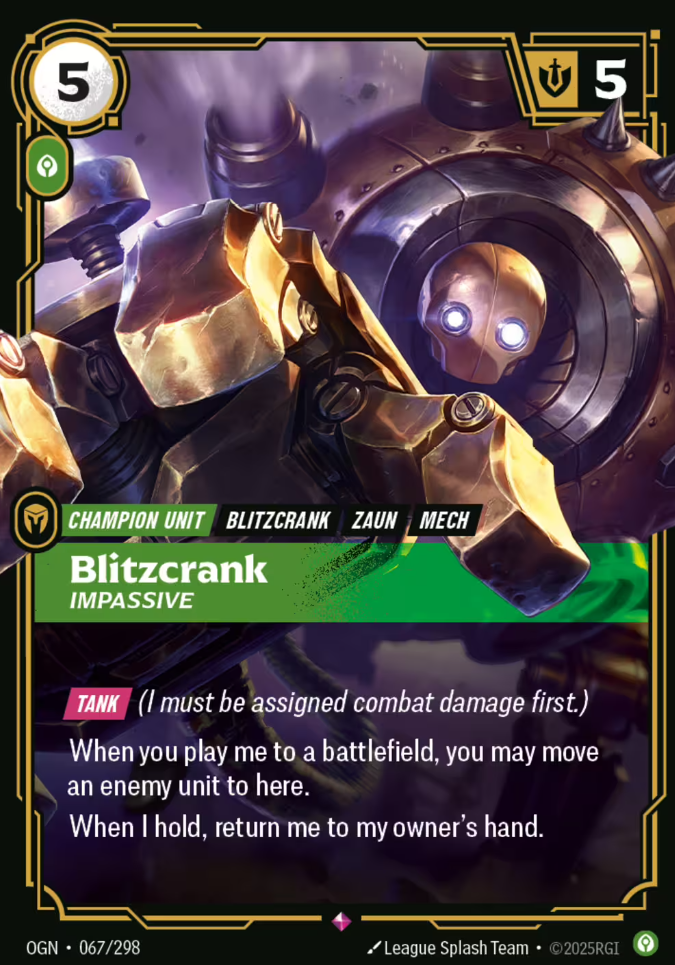 5
5
CHAMPION UNIT BLITZCRANK ZAUN MECH
Blitzcrank
IMPASSIVE
TANK (I must be assigned combat damage first.)
When you play me to a battlefield, you may move
an enemy unit to here.
When I hold, return me to my owner's hand.
OGN • 067/298 League Splash Team • ©2025RGI